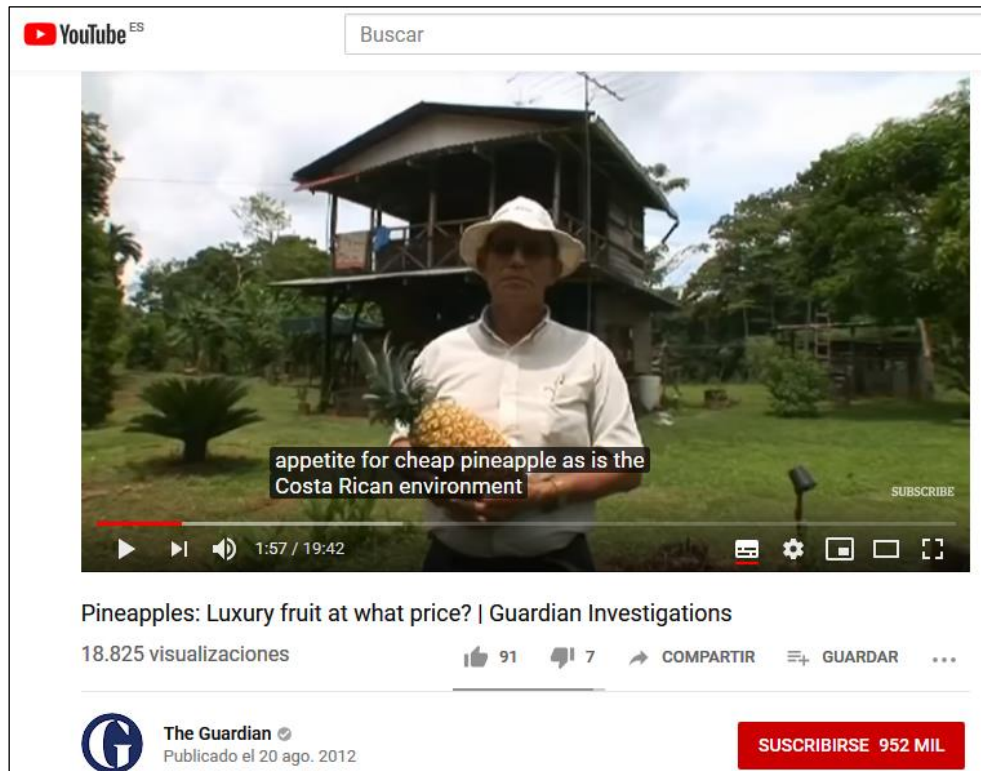 YouTube ES
Buscar
appetite for cheap pineapple as is the
Costa Rican environment
SUBSCRIBE
1:57 / 19:42
Pineapples: Luxury fruit at what price? | Guardian Investigations
18.825 visualizaciones
91
7
COMPARTIR
GUARDAR
G
The Guardian
Publicado el 20 ago. 2012
SUSCRIBIRSE 952 MIL